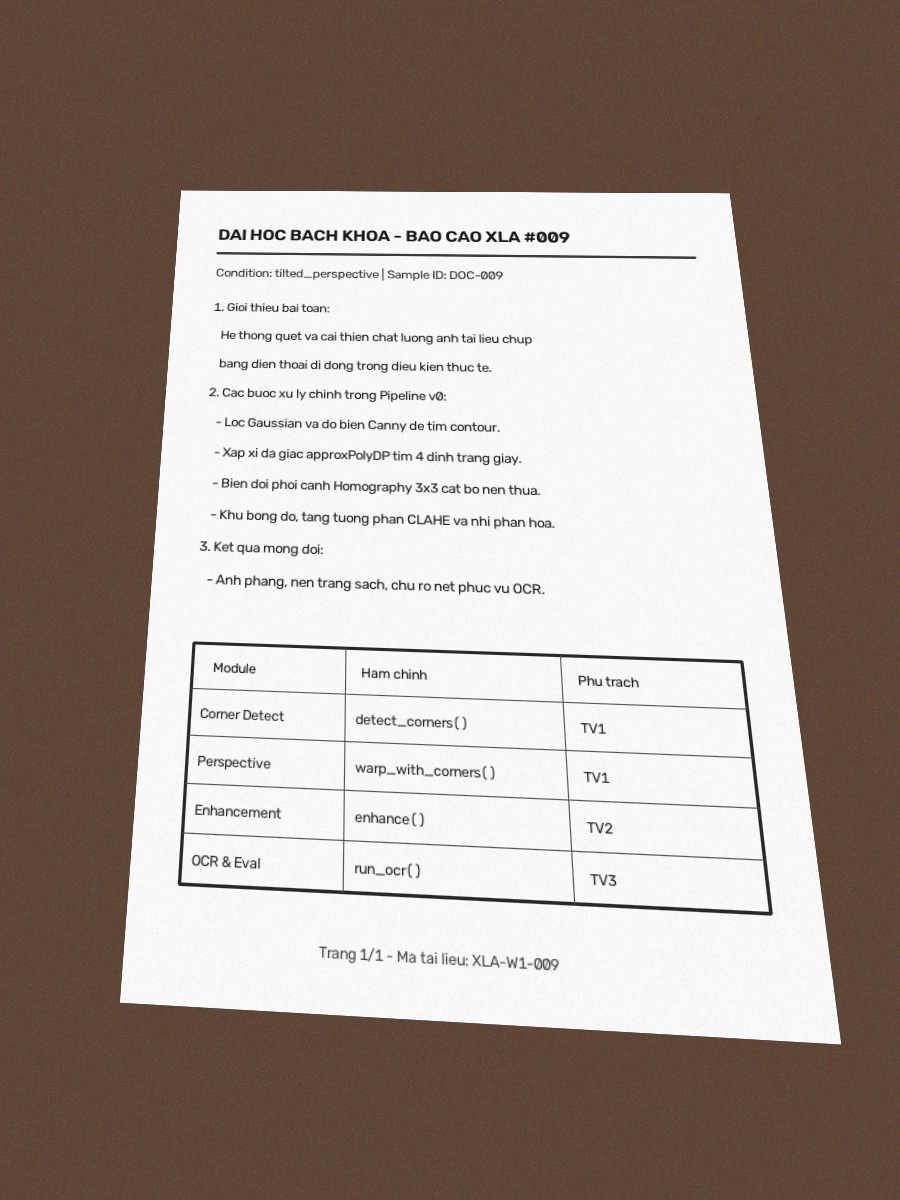 DAI HOC BACH KHOA - BAO CAO XLA #009
Condition: tilted_perspective | Sample ID: DOC-009
1. Gioi thieu bai toan:
He thong quet va cai thien chat luong anh tai lieu chup
bang dien thoai di dong trong dieu kien thuc te.
2. Cac buoc xu ly chinh trong Pipeline v0:
- Loc Gaussian va do bien Canny de tim contour.
- Xap xi da giac approxPolyDP tim 4 dinh trang giay.
- Bien doi phoi canh Homography 3x3 cat bo nen thua.
- Khu bong do, tang tuong phan CLAHE va nhi phan hoa.
3. Ket qua mong doi:
- Anh phang, nen trang sach, chu ro net phuc vu OCR.
Module Ham chinh Phu trach
Corner Detect detect_corners() TV1
Perspective warp_with_corners() TV1
Enhancement enhance() TV2
OCR & Eval run_ocr() TV3
Trang 1/1 - Ma tai lieu: XLA-W1-009